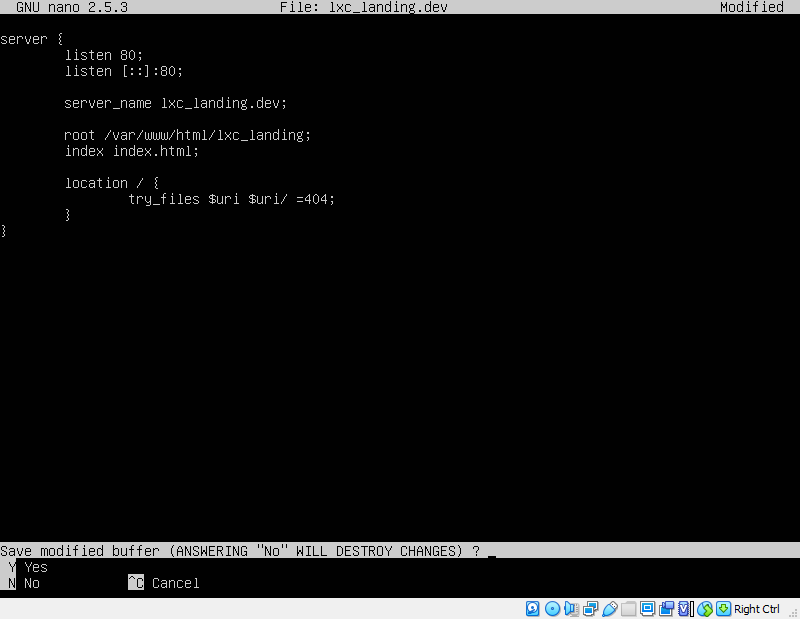 GNU nano 2.5.3 File: lxc_landing.dev Modified
server {
listen 80;
listen [::]:80;
server_name lxc_landing.dev;
root /var/www/html/lxc_landing;
index index.html;
location / {
try_files $uri $uri/ =404;
}
}
Save modified buffer (ANSWERING "No" WILL DESTROY CHANGES) ? _
Y Yes
N No ^C Cancel
Right Ctrl